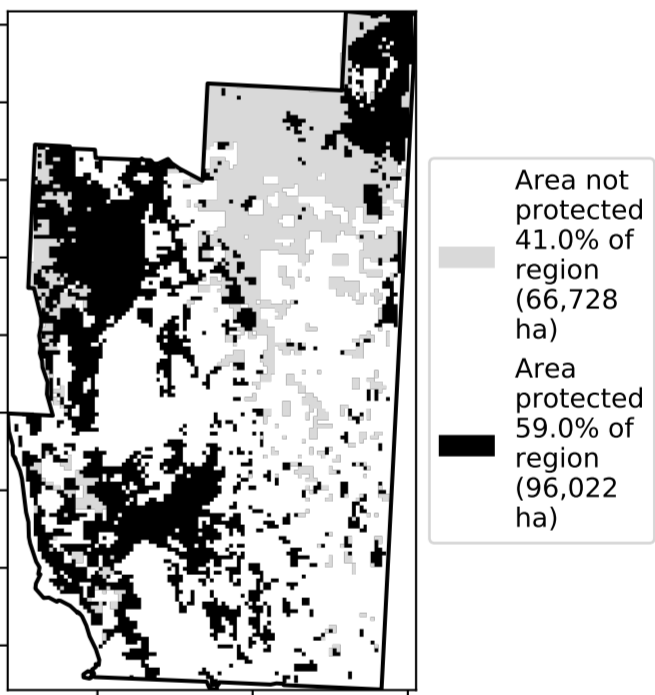 Area not
protected
41.0% of
region
(66,728
ha)
Area
protected
59.0% of
region
(96,022
ha)